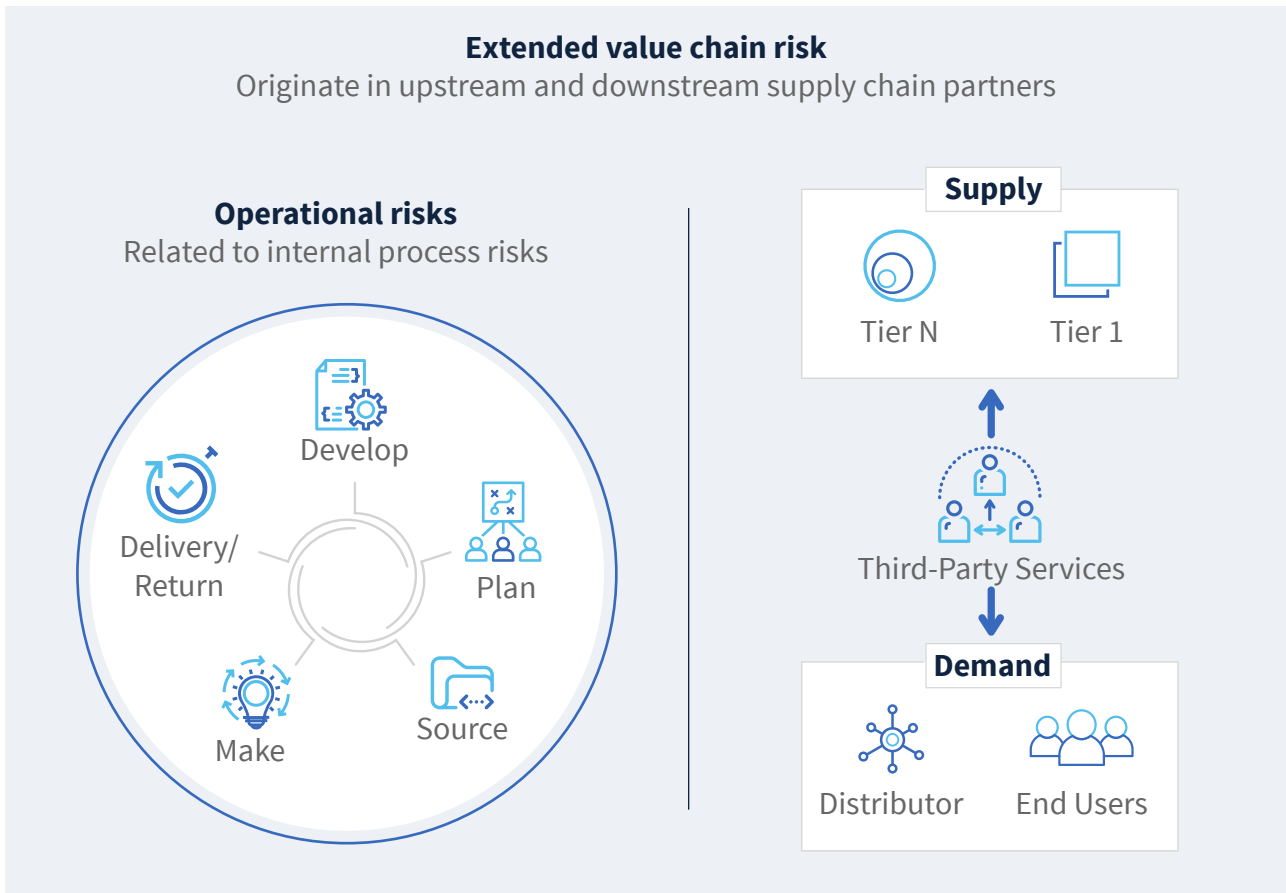 Extended value chain risk
Originate in upstream and downstream supply chain partners
Operational risks
Related to internal process risks
Develop
Plan
Source
Make
Delivery/
Return
Supply
Tier N
Tier 1
Third-Party Services
Demand
Distributor
End Users